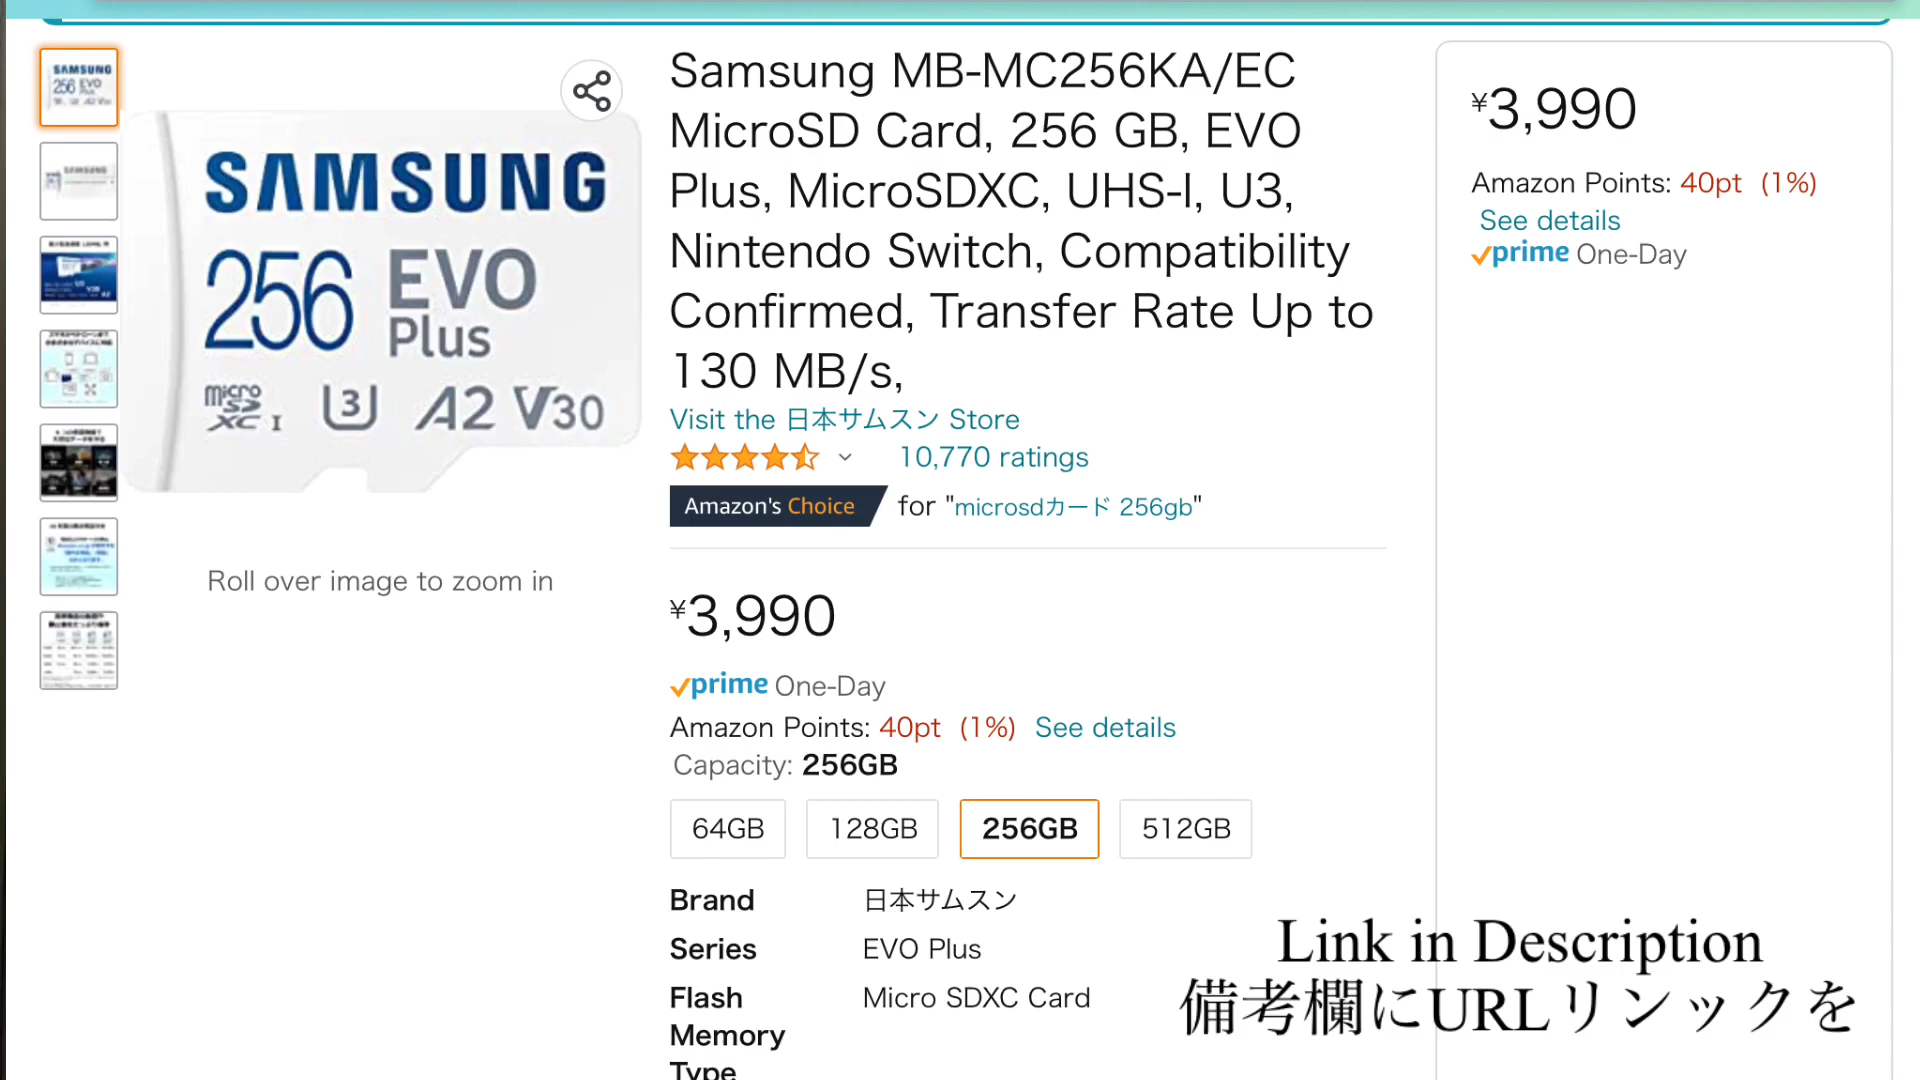 SAMSUNG
256 EVO
Plus
micro
SD
XC I U3 A2 V30
Roll over image to zoom in
Samsung MB-MC256KA/EC
MicroSD Card, 256 GB, EVO
Plus, MicroSDXC, UHS-I, U3,
Nintendo Switch, Compatibility
Confirmed, Transfer Rate Up to
130 MB/s,
Visit the 日本サムスン Store
10,770 ratings
Amazon's Choice for "microsdカード 256gb"
¥3,990
prime One-Day
Amazon Points: 40pt (1%) See details
Capacity: 256GB
64GB 128GB 256GB 512GB
Brand 日本サムスン
Series EVO Plus
Flash Micro SDXC Card
Memory
Type
¥3,990
Amazon Points: 40pt (1%)
See details
prime One-Day
Link in Description
備考欄にURLリンックを